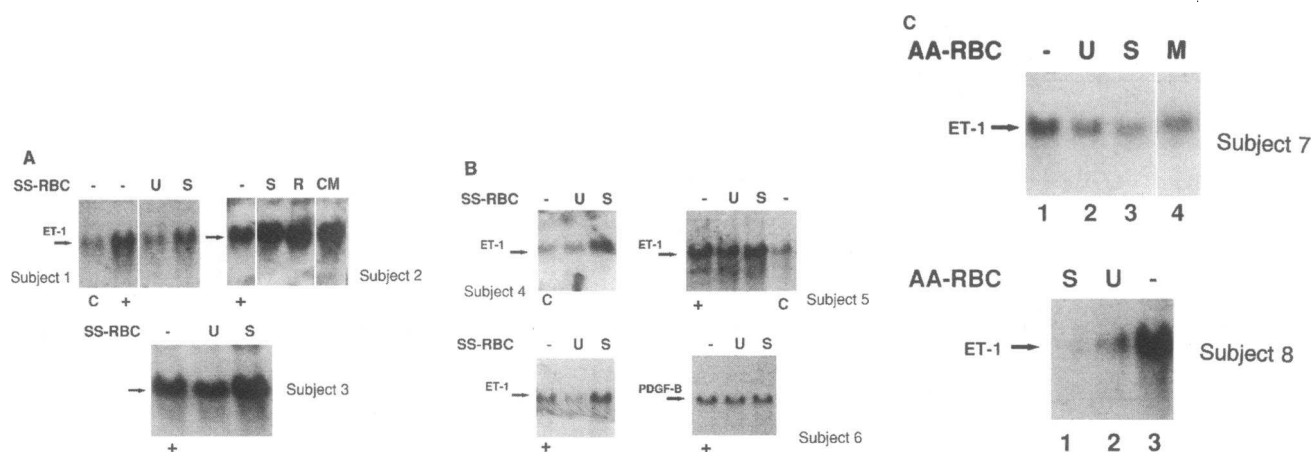 A
SS-RBC - - U S - S R CM
ET-1
Subject 1 Subject 2
C + +
SS-RBC - U S
Subject 3
+
B
SS-RBC - U S - U S -
ET-1 ET-1
Subject 4 Subject 5
C + C
SS-RBC - U S - U S
ET-1 PDGF-B
Subject 6
+ +
C
AA-RBC - U S M
ET-1 Subject 7
1 2 3 4
AA-RBC S U -
ET-1 Subject 8
1 2 3